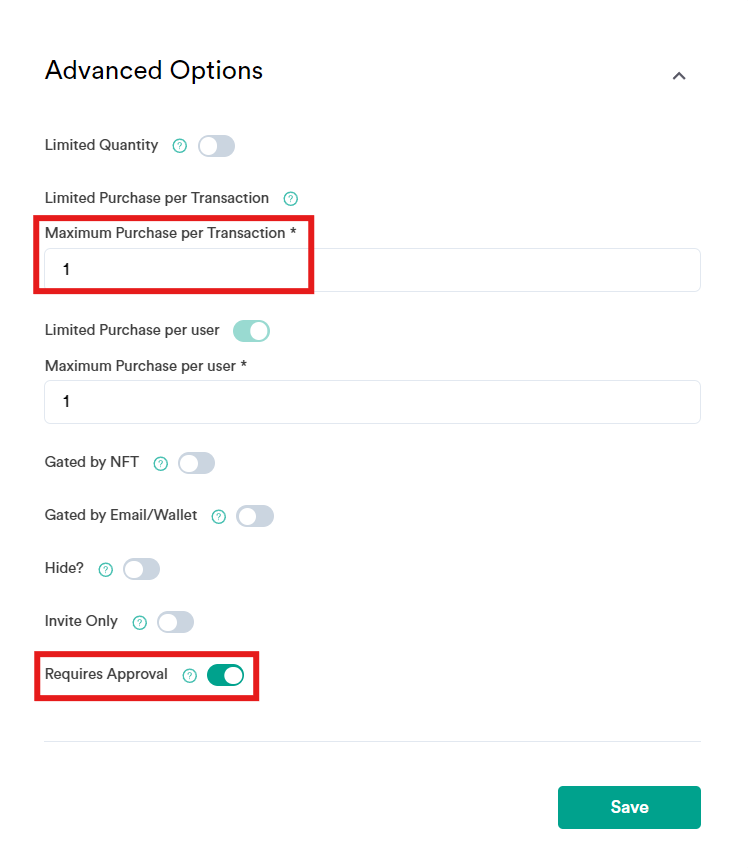 Advanced Options
Limited Quantity ?
Limited Purchase per Transaction ?
Maximum Purchase per Transaction *
1
Limited Purchase per user
Maximum Purchase per user *
1
Gated by NFT ?
Gated by Email/Wallet ?
Hide? ?
Invite Only ?
Requires Approval ?
Save